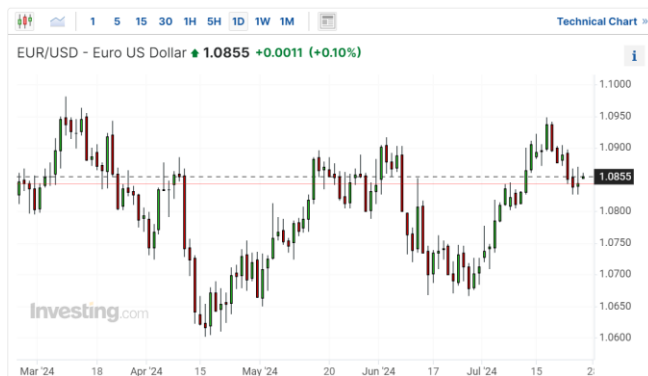 1 5 15 30 1H 5H 1D 1W 1M Technical Chart »
EUR/USD - Euro US Dollar 1.0855 +0.0011 (+0.10%) i
1.1000
1.0950
1.0900
1.0855
1.0800
1.0750
1.0700
1.0650
1.0600
Investing.com
Mar '24 18 Apr '24 15 May '24 20 Jun '24 17 Jul '24 15